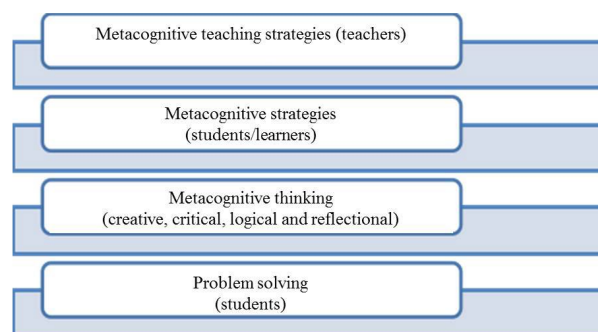 Metacognitive teaching strategies (teachers)
Metacognitive strategies
(students/learners)
Metacognitive thinking
(creative, critical, logical and reflectional)
Problem solving
(students)